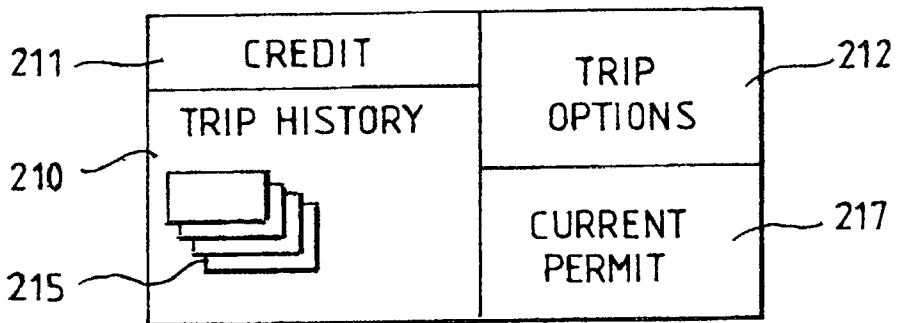 211
CREDIT
TRIP
OPTIONS
212
TRIP HISTORY
210
215
CURRENT
PERMIT
217